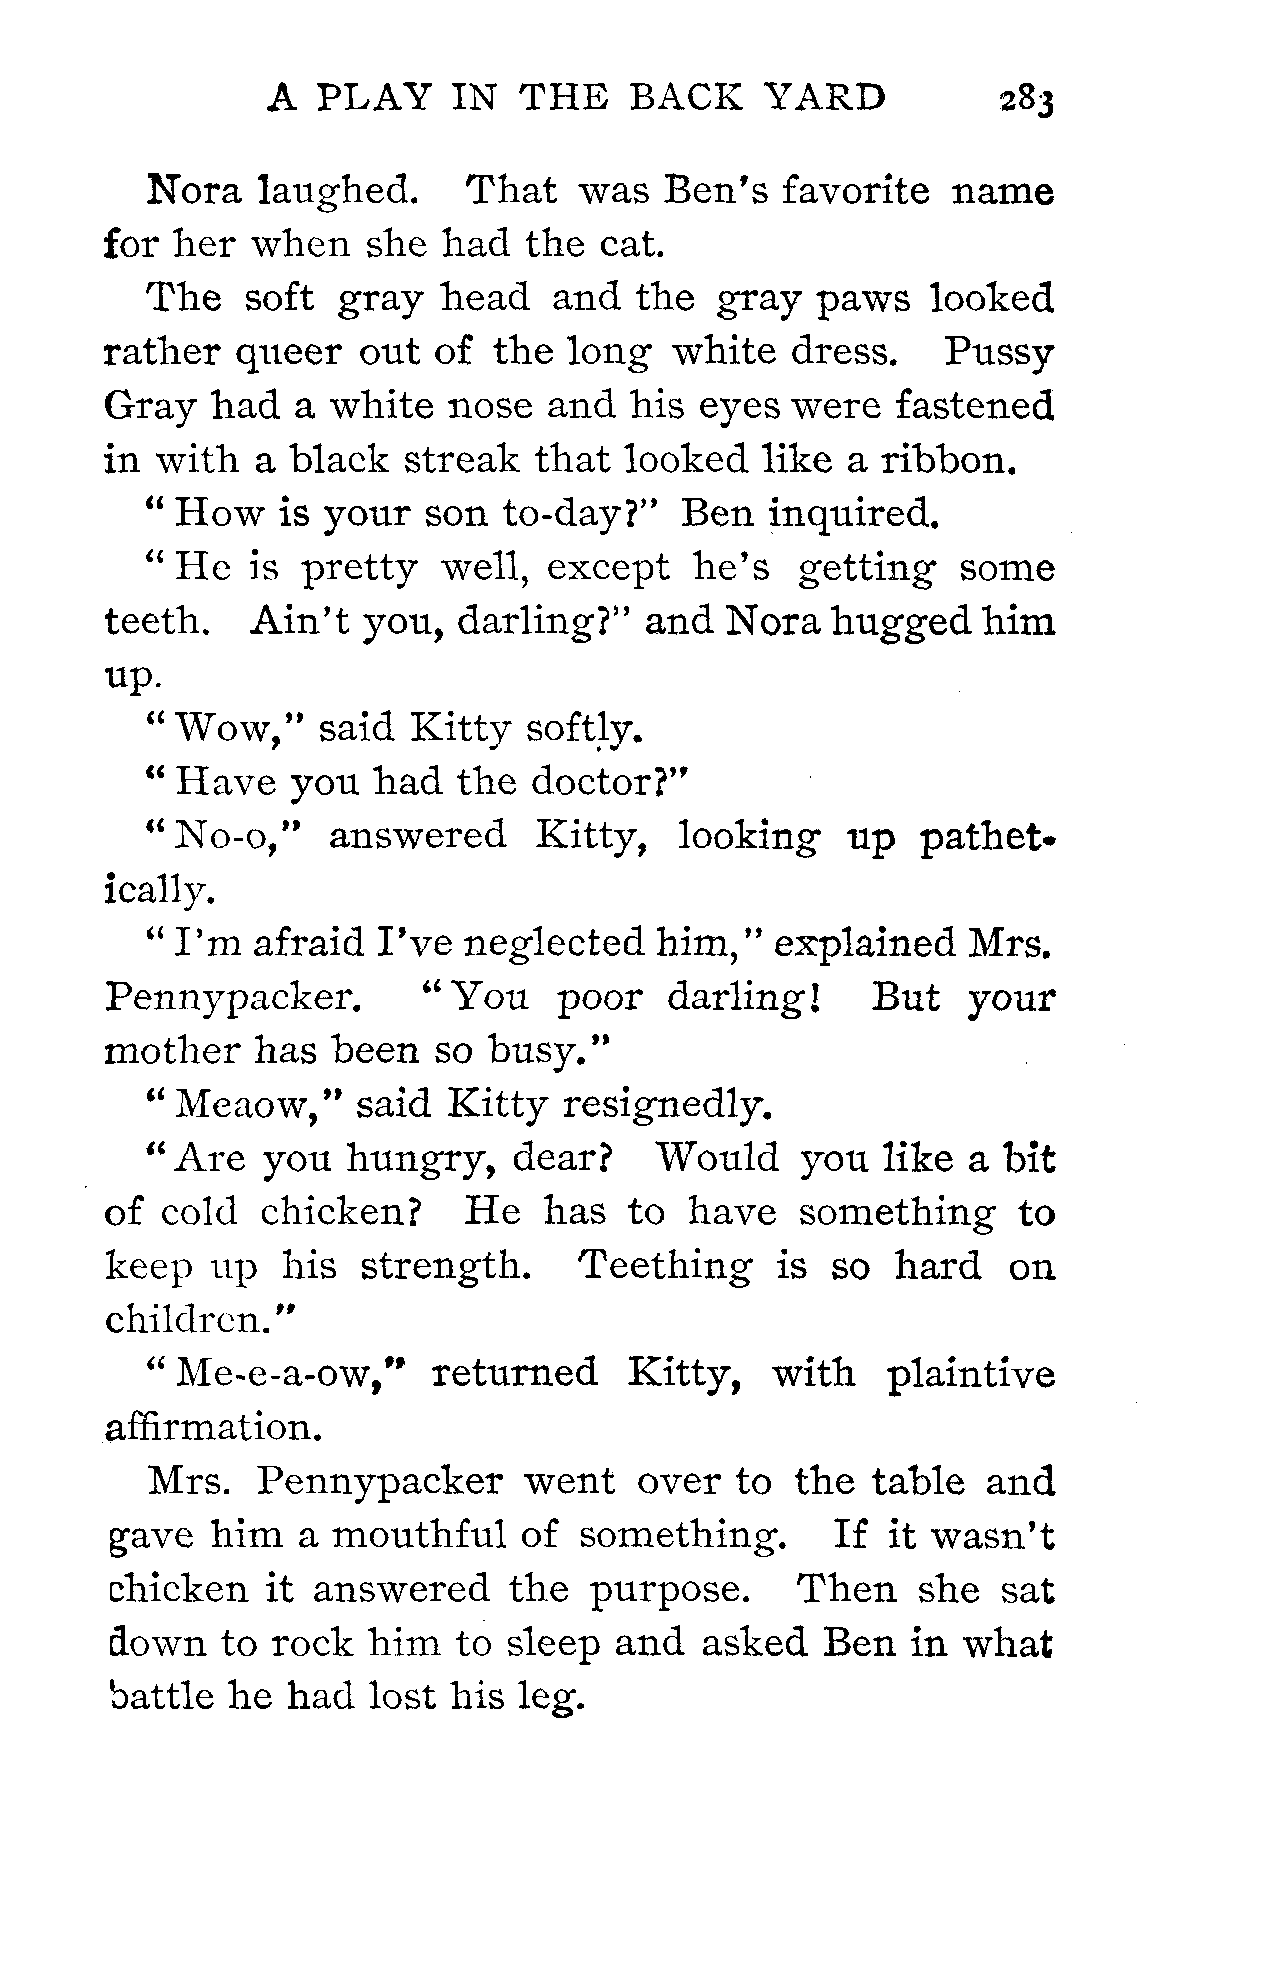 A PLAY IN THE BACK YARD 283
Nora laughed. That was Ben's favorite name
for her when she had the cat.
The soft gray head and the gray paws looked
rather queer out of the long white dress. Pussy
Gray had a white nose and his eyes were fastened
in with a black streak that looked like a ribbon.
" How is your son to-day?" Ben inquired.
" He is pretty well, except he's getting some
teeth. Ain't you, darling?" and Nora hugged him
up.
" Wow," said Kitty softly.
" Have you had the doctor?"
" No-o," answered Kitty, looking up pathet-
ically.
" I'm afraid I've neglected him," explained Mrs.
Pennypacker. " You poor darling! But your
mother has been so busy."
" Meaow," said Kitty resignedly.
" Are you hungry, dear? Would you like a bit
of cold chicken? He has to have something to
keep up his strength. Teething is so hard on
children."
" Me-e-a-ow," returned Kitty, with plaintive
affirmation.
Mrs. Pennypacker went over to the table and
gave him a mouthful of something. If it wasn't
chicken it answered the purpose. Then she sat
down to rock him to sleep and asked Ben in what
battle he had lost his leg.